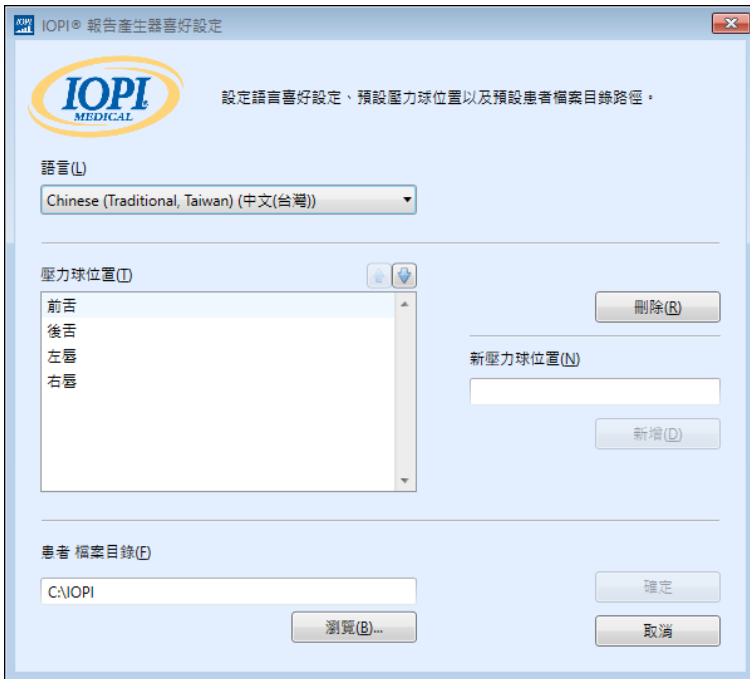 IOPI® 報告產生器喜好設定
IOPI
MEDICAL
設定語言喜好設定、預設壓力球位置以及預設患者檔案目錄路徑。
語言(L)
Chinese (Traditional, Taiwan) (中文(台灣))
壓力球位置(T)
前舌
後舌
左唇
右唇
刪除(R)
新壓力球位置(N)
新增(D)
患者 檔案目錄(F)
C:\IOPI
瀏覽(B)...
確定
取消